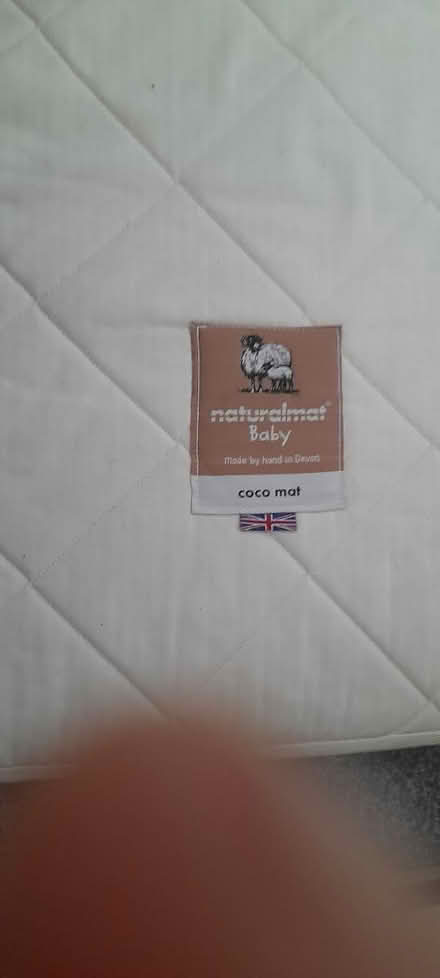 naturalmat®
Baby
Made by hand in Devon
coco mat